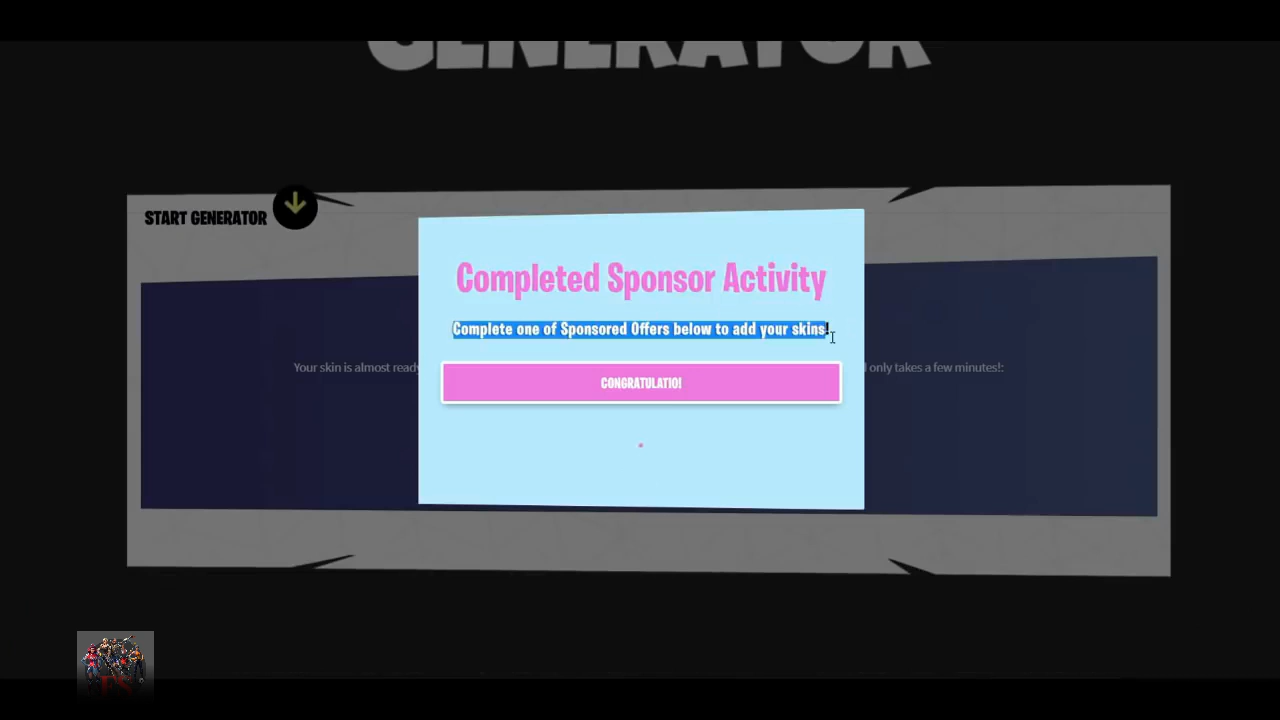 GENERATOR
START GENERATOR
Completed Sponsor Activity
Complete one of Sponsored Offers below to add your skins!
Your skin is almost ready
only takes a few minutes!:
CONGRATULATIO!